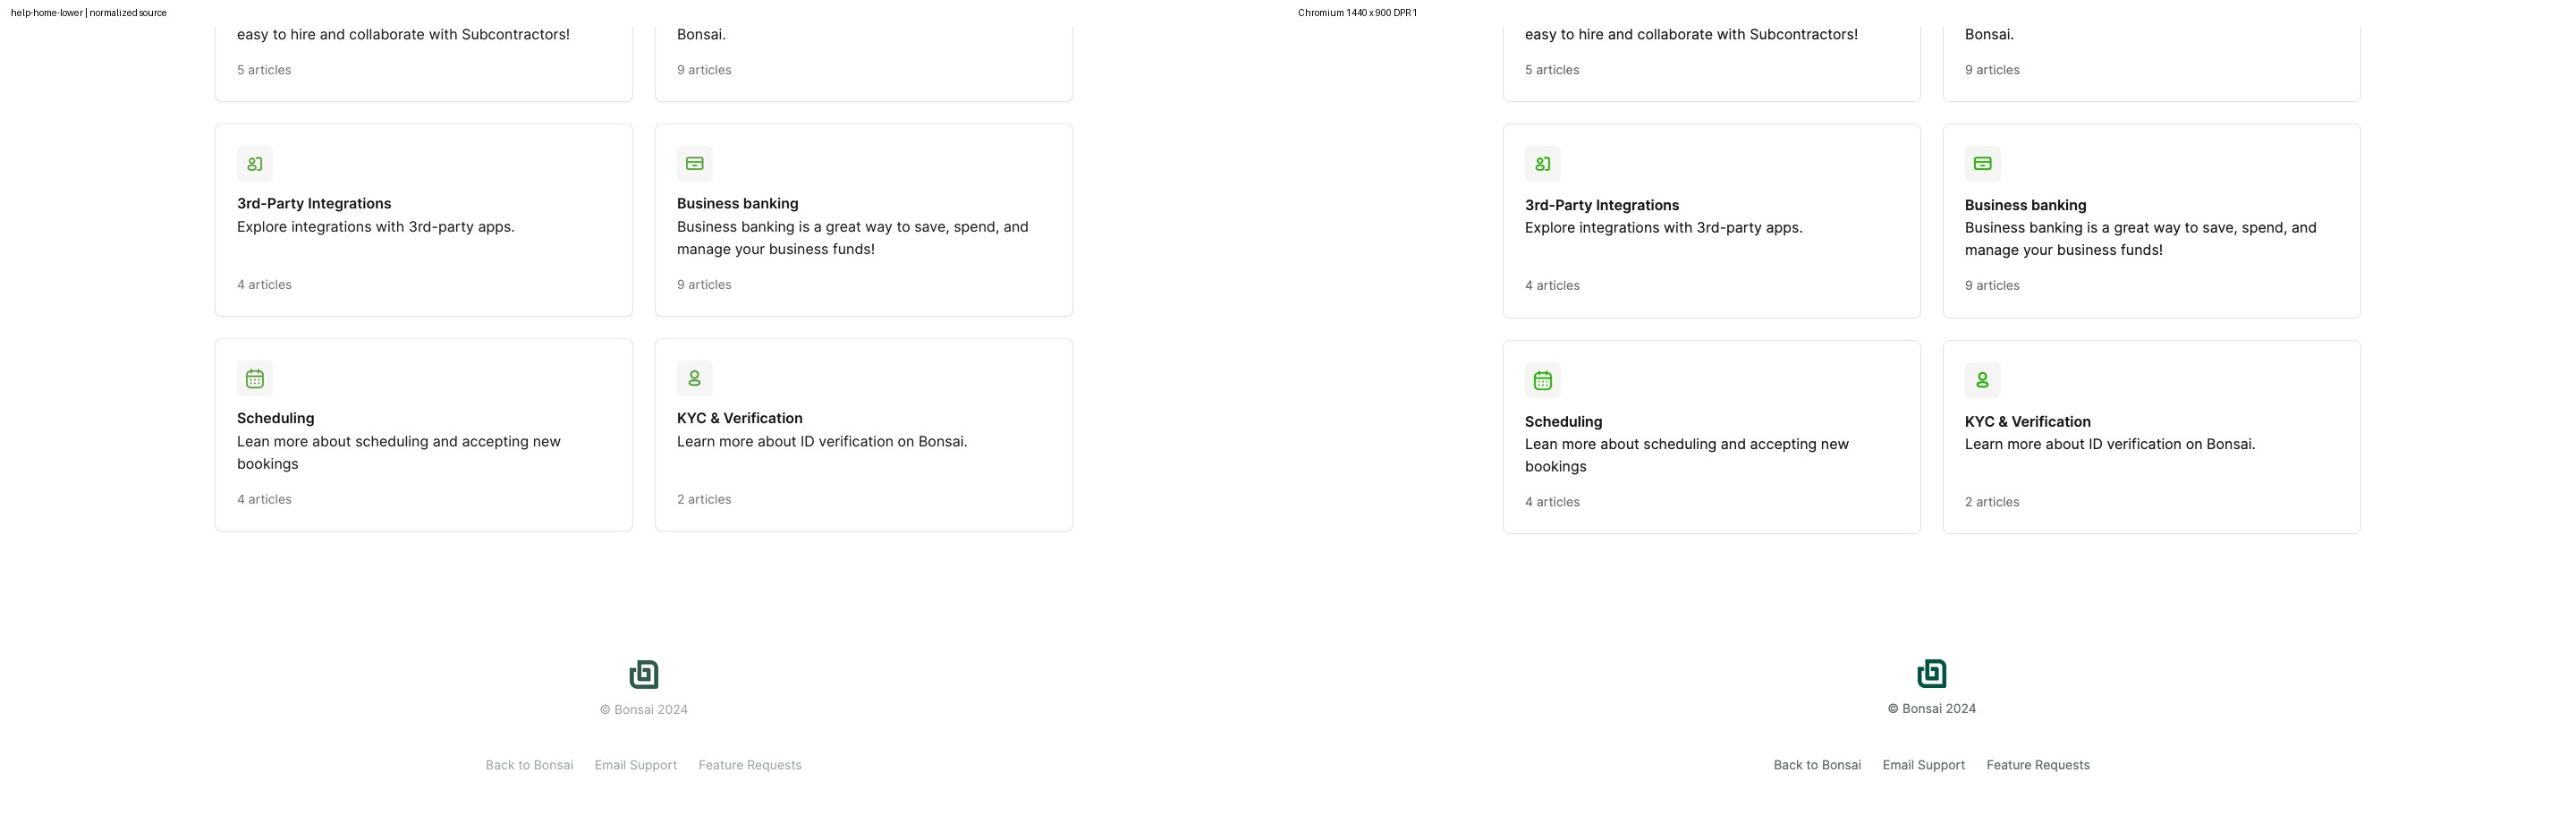 help-home-lower | normalized source
easy to hire and collaborate with Subcontractors!
5 articles
Bonsai.
9 articles
3rd-Party Integrations
Explore integrations with 3rd-party apps.
4 articles
Business banking
Business banking is a great way to save, spend, and
manage your business funds!
9 articles
Scheduling
Lean more about scheduling and accepting new
bookings
4 articles
KYC & Verification
Learn more about ID verification on Bonsai.
2 articles
© Bonsai 2024
Back to Bonsai Email Support Feature Requests
Chromium 1440 x 900 DPR 1
easy to hire and collaborate with Subcontractors!
5 articles
Bonsai.
9 articles
3rd-Party Integrations
Explore integrations with 3rd-party apps.
4 articles
Business banking
Business banking is a great way to save, spend, and
manage your business funds!
9 articles
Scheduling
Lean more about scheduling and accepting new
bookings
4 articles
KYC & Verification
Learn more about ID verification on Bonsai.
2 articles
© Bonsai 2024
Back to Bonsai Email Support Feature Requests